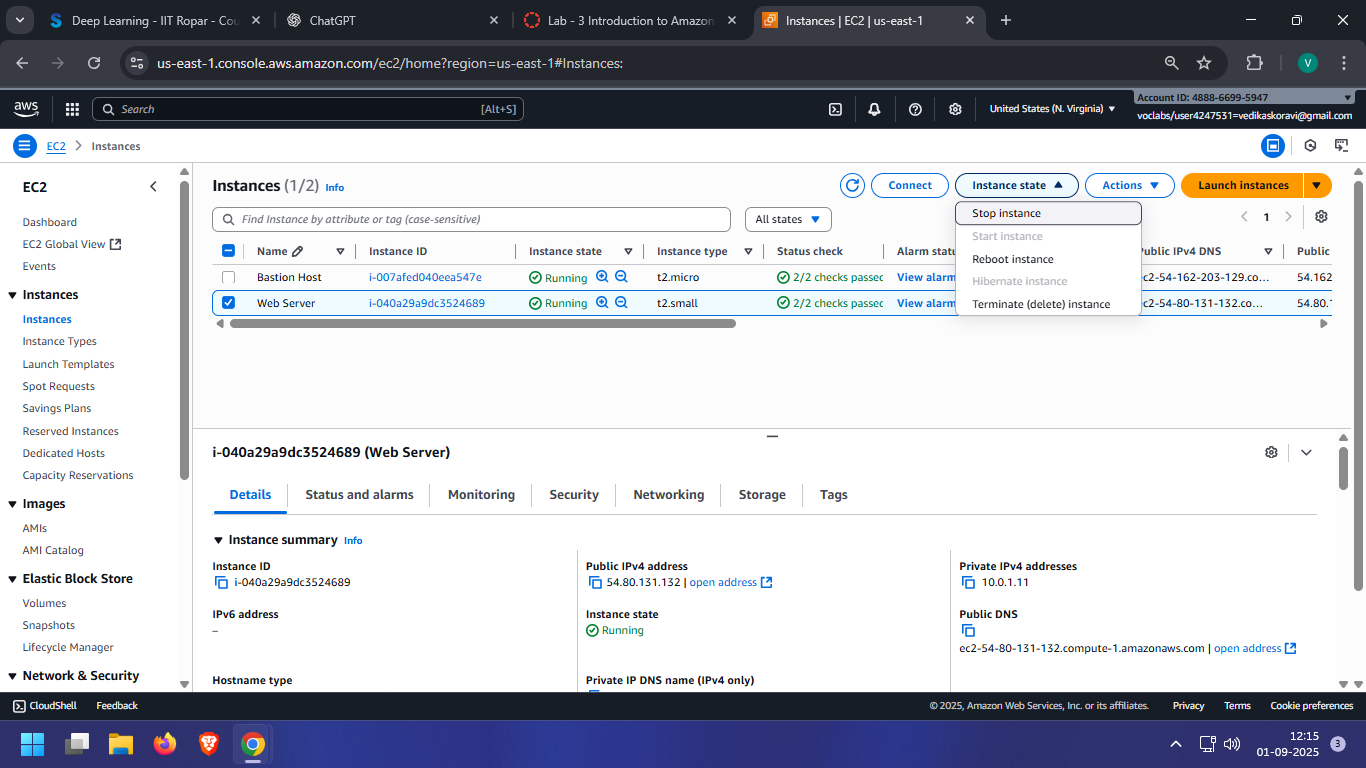 Deep Learning - IIT Ropar - Cou
ChatGPT
Lab - 3 Introduction to Amazon
Instances | EC2 | us-east-1
us-east-1.console.aws.amazon.com/ec2/home?region=us-east-1#Instances:
V
aws
Search
[Alt+S]
United States (N. Virginia)
Account ID: 4888-6699-5947
voclabs/user4247531=vedikaskoravi@gmail.com
EC2
Instances
EC2
Dashboard
EC2 Global View
Events
Instances
Instances
Instance Types
Launch Templates
Spot Requests
Savings Plans
Reserved Instances
Dedicated Hosts
Capacity Reservations
Images
AMIs
AMI Catalog
Elastic Block Store
Volumes
Snapshots
Lifecycle Manager
Network & Security
Instances (1/2) Info
Connect
Instance state
Actions
Launch instances
Find Instance by attribute or tag (case-sensitive)
All states
1
Stop instance
Start instance
Reboot instance
Hibernate instance
Terminate (delete) instance
Name Instance ID Instance state Instance type Status check Alarm statu Public IPv4 DNS Public
Bastion Host i-007afed040eea547e Running t2.micro 2/2 checks passed View alarm ec2-54-162-203-129.co... 54.162
Web Server i-040a29a9dc3524689 Running t2.small 2/2 checks passed View alarm ec2-54-80-131-132.co... 54.80.1
i-040a29a9dc3524689 (Web Server)
Details Status and alarms Monitoring Security Networking Storage Tags
Instance summary Info
Instance ID
i-040a29a9dc3524689
Public IPv4 address
54.80.131.132 | open address
Private IPv4 addresses
10.0.1.11
IPv6 address
–
Instance state
Running
Public DNS
ec2-54-80-131-132.compute-1.amazonaws.com | open address
Hostname type
Private IP DNS name (IPv4 only)
CloudShell
Feedback
© 2025, Amazon Web Services, Inc. or its affiliates.
Privacy
Terms
Cookie preferences
12:15
01-09-2025
3